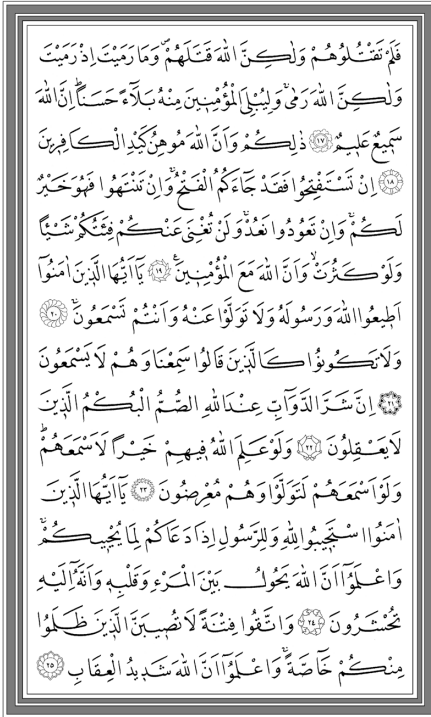 فَلَمْ تَقْتُلُوهُمْ وَلٰكِنَّ اللّٰهَ قَتَلَهُمْۖ وَمَا رَمَيْتَ اِذْ رَمَيْتَ
وَلٰكِنَّ اللّٰهَ رَمٰىۚ وَلِيُبْلِيَ الْمُؤْمِنٖينَ مِنْهُ بَلَٓاءً حَسَنًاۜ اِنَّ اللّٰهَ
سَمٖيعٌ عَلٖيمٌ ﴿١٧﴾ ذٰلِكُمْ وَاَنَّ اللّٰهَ مُوهِنُ كَيْدِ الْكَافِرٖينَ
﴿١٨﴾ اِنْ تَسْتَفْتِحُوا فَقَدْ جَٓاءَكُمُ الْفَتْحُۚ وَاِنْ تَنْتَهُوا فَهُوَ خَيْرٌ
لَكُمْۚ وَاِنْ تَعُودُوا نَعُدْۚ وَلَنْ تُغْنِيَ عَنْكُمْ فِئَتُكُمْ شَيْـًٔا
وَلَوْ كَثُرَتْۙ وَاَنَّ اللّٰهَ مَعَ الْمُؤْمِنٖينَ۟ ﴿١٩﴾ يَٓا اَيُّهَا الَّذٖينَ اٰمَنُٓوا
اَطٖيعُوا اللّٰهَ وَرَسُولَهُ وَلَا تَوَلَّوْا عَنْهُ وَاَنْتُمْ تَسْمَعُونَۚ ﴿٢٠﴾
وَلَا تَكُونُوا كَالَّذٖينَ قَالُوا سَمِعْنَا وَهُمْ لَا يَسْمَعُونَ
﴿٢١﴾ اِنَّ شَرَّ الدَّوَٓابِّ عِنْدَ اللّٰهِ الصُّمُّ الْبُكْمُ الَّذٖينَ
لَا يَعْقِلُونَ ﴿٢٢﴾ وَلَوْ عَلِمَ اللّٰهُ فٖيهِمْ خَيْرًا لَاَسْمَعَهُمْۜ
وَلَوْ اَسْمَعَهُمْ لَتَوَلَّوْا وَهُمْ مُعْرِضُونَ ﴿٢٣﴾ يَٓا اَيُّهَا الَّذٖينَ
اٰمَنُوا اسْتَجٖيبُوا لِلّٰهِ وَلِلرَّسُولِ اِذَا دَعَاكُمْ لِمَا يُحْيٖيكُمْۚ
وَاعْلَمُٓوا اَنَّ اللّٰهَ يَحُولُ بَيْنَ الْمَرْءِ وَقَلْبِهٖ وَاَنَّهُٓ اِلَيْهِ
تُحْشَرُونَ ﴿٢٤﴾ وَاتَّقُوا فِتْنَةً لَا تُصٖيبَنَّ الَّذٖينَ ظَلَمُوا
مِنْكُمْ خَٓاصَّةًۚ وَاعْلَمُٓوا اَنَّ اللّٰهَ شَدٖيدُ الْعِقَابِ ﴿٢٥﴾